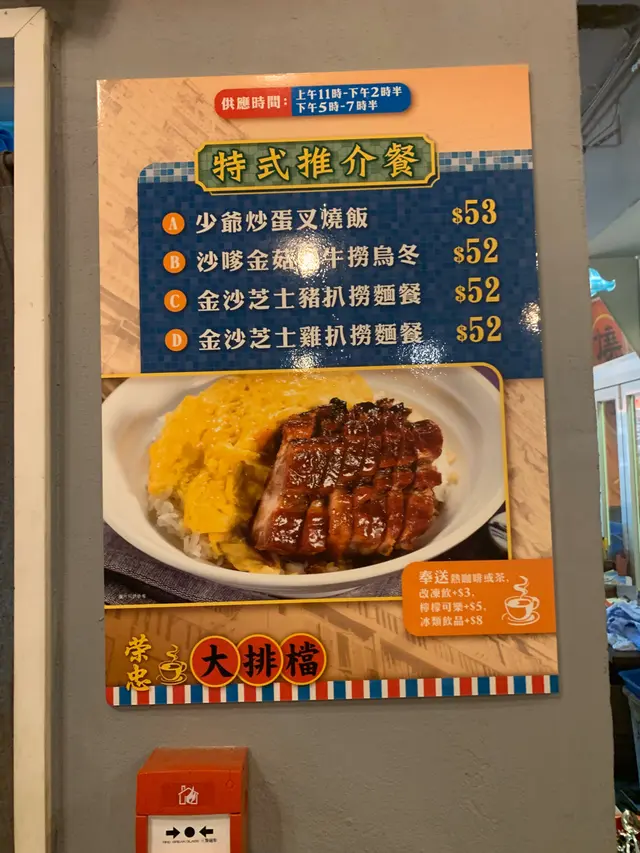 供應時間：
上午11時-下午2時半
下午5時-7時半
特式推介餐
A 少爺炒蛋叉燒飯 $53
B 沙嗲金菇 牛撈烏冬 $52
C 金沙芝士豬扒撈麵餐 $52
D 金沙芝士雞扒撈麵餐 $52
奉送熱咖啡或茶，
改凍飲+$3，
檸檬可樂+$5，
冰類飲品+$8
榮忠
大排檔
燒